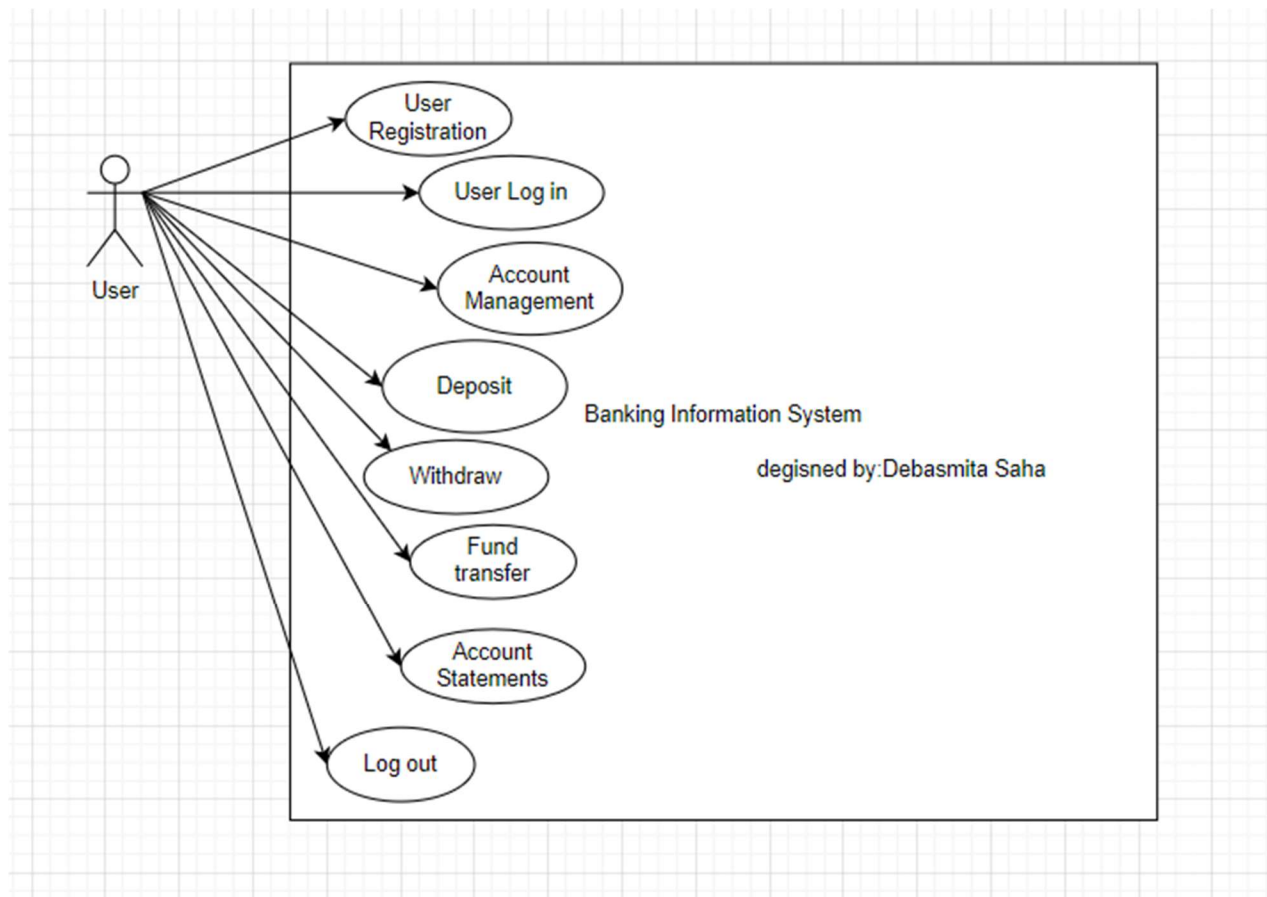 User
Registration
User Log in
User
Account
Management
Deposit
Banking Information System
degisned by:Debasmita Saha
Withdraw
Fund
transfer
Account
Statements
Log out